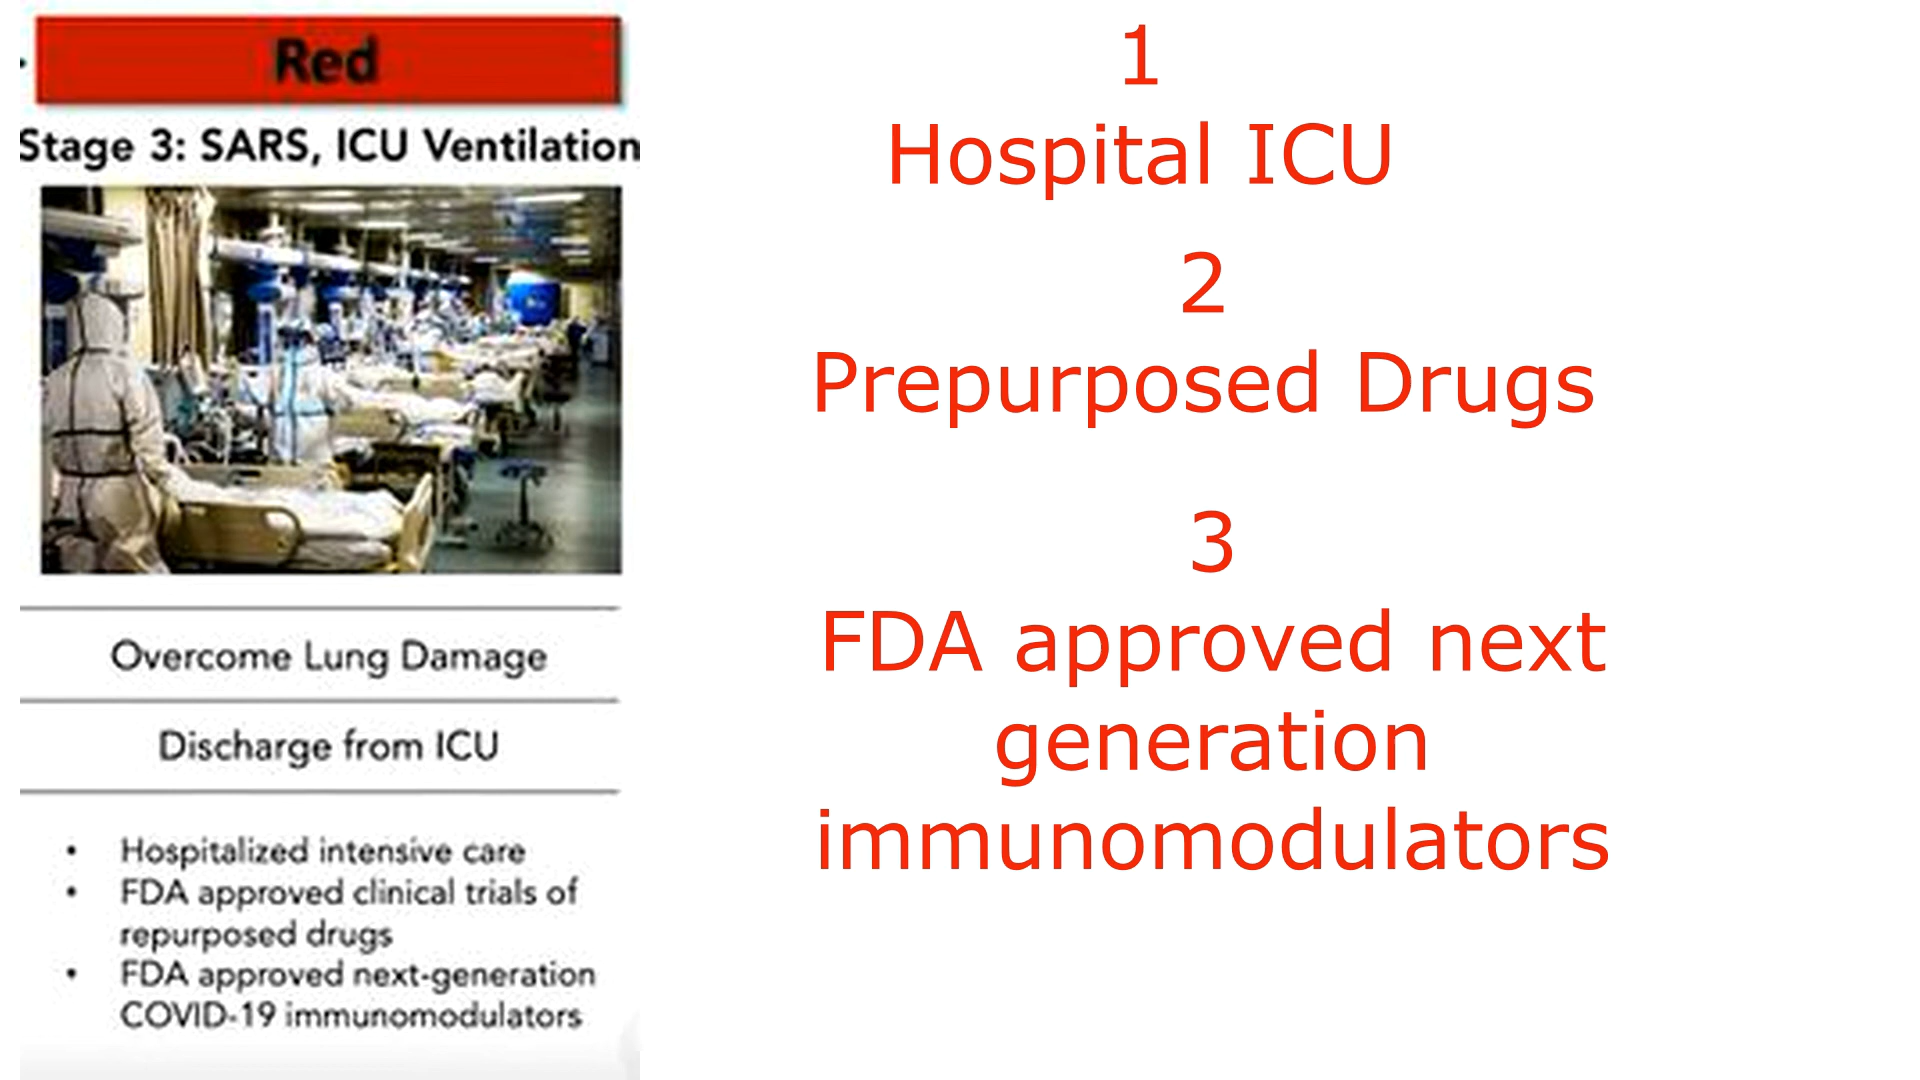 Red
Stage 3: SARS, ICU Ventilation
Overcome Lung Damage
Discharge from ICU
• Hospitalized intensive care
• FDA approved clinical trials of
repurposed drugs
• FDA approved next-generation
COVID-19 immunomodulators
1
Hospital ICU
2
Prepurposed Drugs
3
FDA approved next
generation
immunomodulators